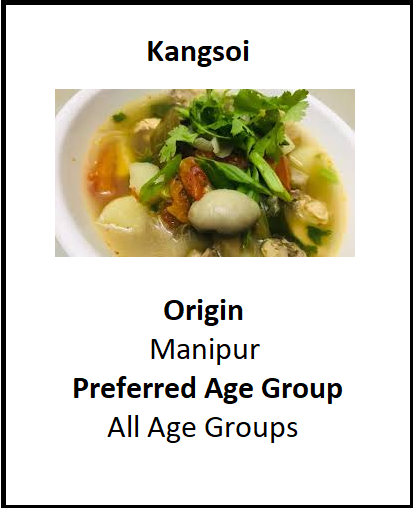 Kangsoi
Origin
Manipur
Preferred Age Group
All Age Groups